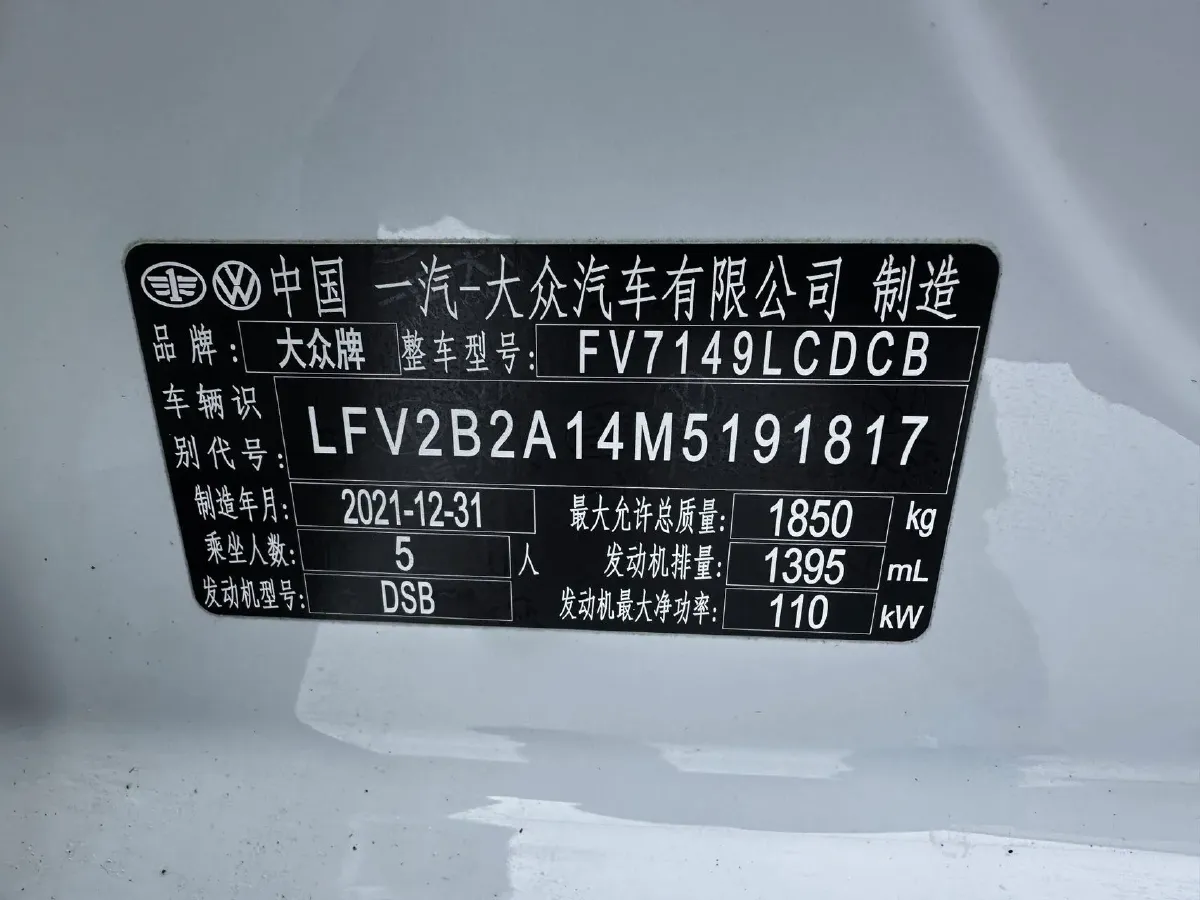 中国 一汽-大众汽车有限公司 制造
品牌: 大众牌 整车型号: FV7149LCDCB
车辆识别代号: LFV2B2A14M5191817
制造年月: 2021-12-31 最大允许总质量: 1850 kg
乘坐人数: 5 人 发动机排量: 1395 mL
发动机型号: DSB 发动机最大净功率: 110 kW